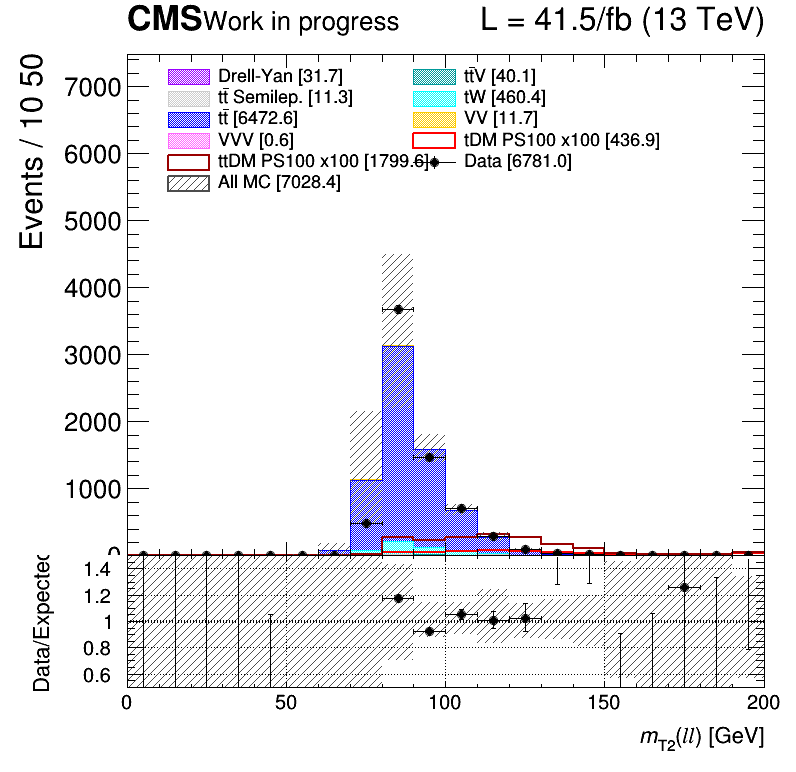 CMS Work in progress L = 41.5/fb (13 TeV)
Events / 10 50
7000
6000
5000
4000
3000
2000
1000
0
Drell-Yan [31.7] tt̄V [40.1]
tt̄ Semilep. [11.3] tW [460.4]
tt̄ [6472.6] VV [11.7]
VVV [0.6] tDM PS100 x100 [436.9]
ttDM PS100 x100 [1799.6] Data [6781.0]
All MC [7028.4]
Data/Expected
1.4
1.2
1
0.8
0.6
0 50 100 150 200
mT2(ll) [GeV]